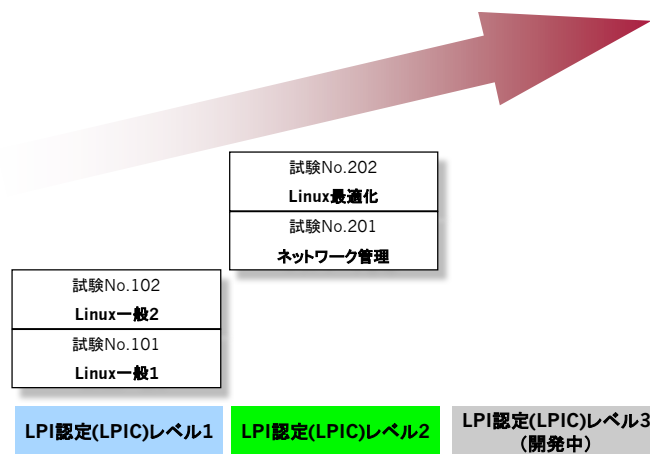 試験No.202
Linux最適化
試験No.201
ネットワーク管理
試験No.102
Linux一般2
試験No.101
Linux一般1
LPI認定(LPIC)レベル1
LPI認定(LPIC)レベル2
LPI認定(LPIC)レベル3
(開発中)